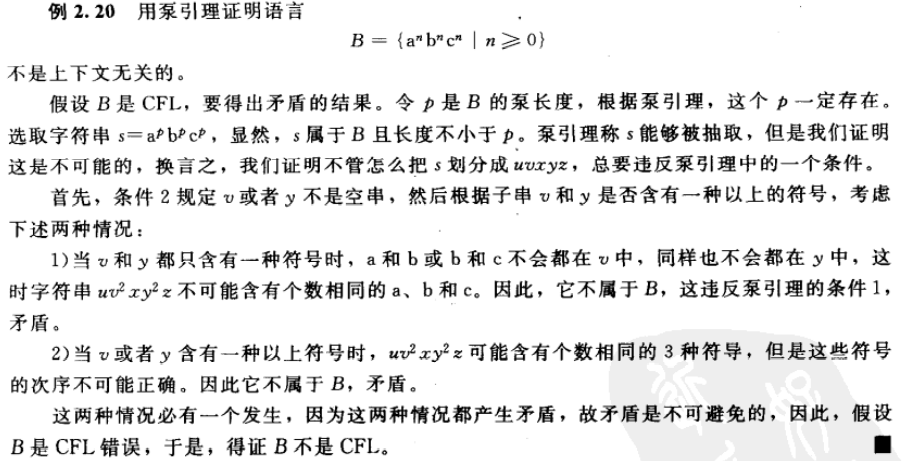 例 2.20 用泵引理证明语言
B = {aⁿbⁿcⁿ | n ⩾ 0}
不是上下文无关的。
假设 B 是 CFL，要得出矛盾的结果。令 p 是 B 的泵长度，根据泵引理，这个 p 一定存在。
选取字符串 s=aᵖbᵖcᵖ，显然，s 属于 B 且长度不小于 p。泵引理称 s 能够被抽取，但是我们证明
这是不可能的，换言之，我们证明不管怎么把 s 划分成 uvxyz，总要违反泵引理中的一个条件。
首先，条件 2 规定 v 或者 y 不是空串，然后根据子串 v 和 y 是否含有一种以上的符号，考虑
下述两种情况：
1)当 v 和 y 都只含有一种符号时，a 和 b 或 b 和 c 不会都在 v 中，同样也不会都在 y 中，这
时字符串 uv²xy²z 不可能含有个数相同的 a、b 和 c。因此，它不属于 B，这违反泵引理的条件 1，
矛盾。
2)当 v 或者 y 含有一种以上符号时，uv²xy²z 可能含有个数相同的 3 种符导，但是这些符号
的次序不可能正确。因此它不属于 B，矛盾。
这两种情况必有一个发生，因为这两种情况都产生矛盾，故矛盾是不可避免的，因此，假设
B 是 CFL 错误，于是，得证 B 不是 CFL。 ■